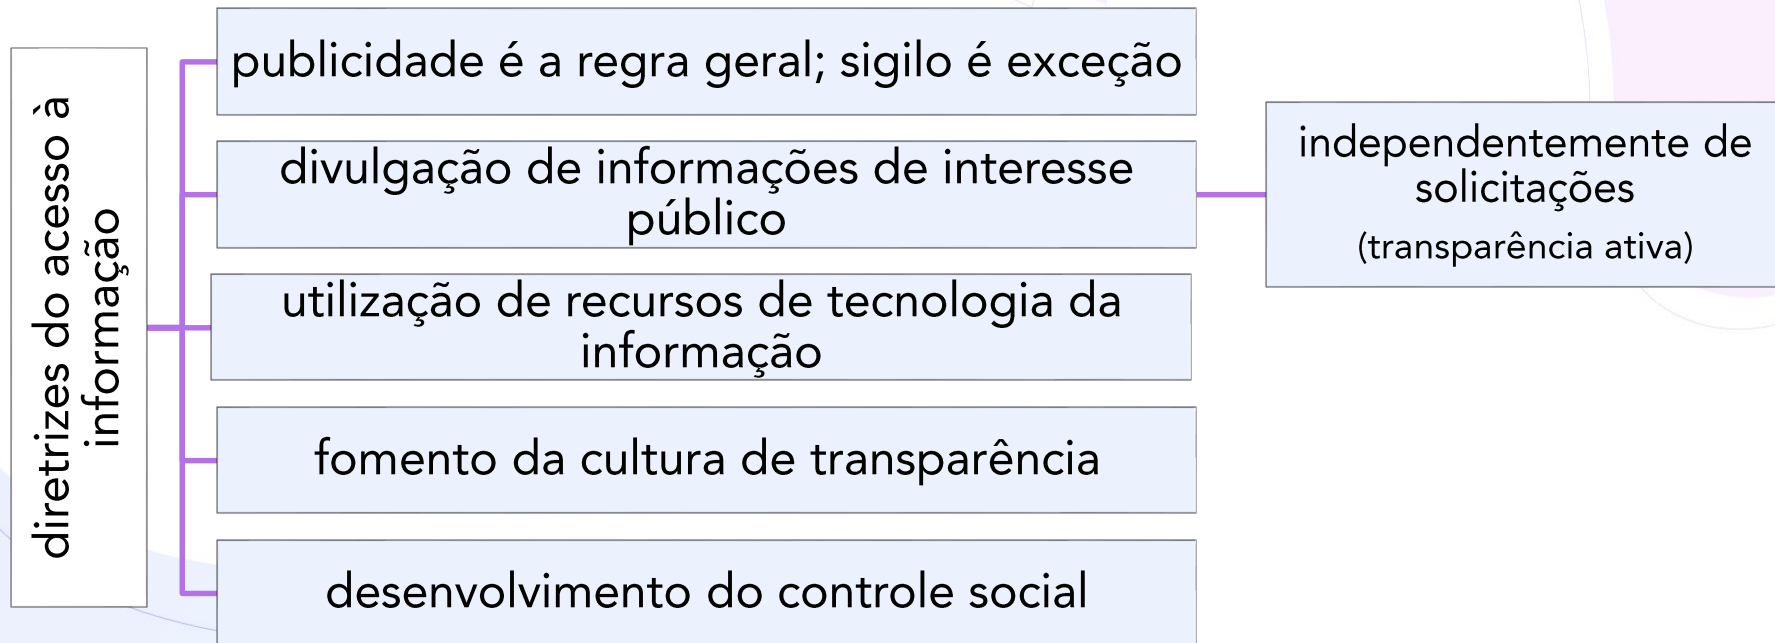 diretrizes do acesso à
informação
publicidade é a regra geral; sigilo é exceção
divulgação de informações de interesse
público
independentemente de
solicitações
(transparência ativa)
utilização de recursos de tecnologia da
informação
fomento da cultura de transparência
desenvolvimento do controle social